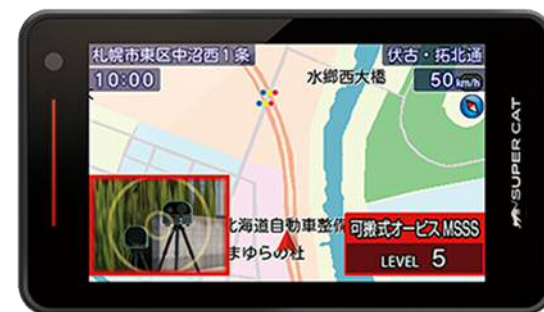 札幌市東区中沼西1条
伏古・拓北通
10:00
水郷西大橋
50 km/h
SUPER CAT
北海道自動車整備
可搬式オービス MSSS
まゆらの杜
LEVEL 5